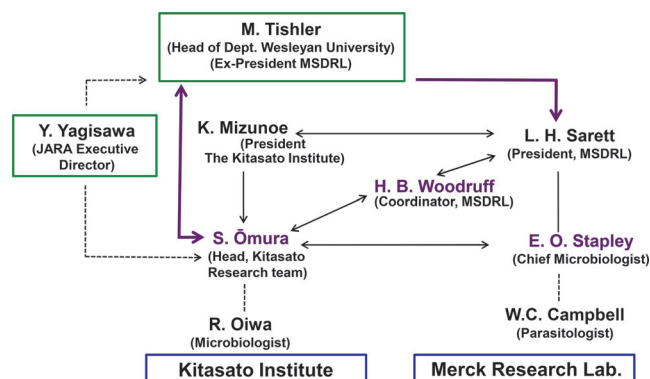 M. Tishler
(Head of Dept. Wesleyan University)
(Ex-President MSDRL)
Y. Yagisawa
(JARA Executive
Director)
K. Mizunoe
(President
The Kitasato Institute)
L. H. Sarett
(President, MSDRL)
H. B. Woodruff
(Coordinator, MSDRL)
S. Ōmura
(Head, Kitasato
Research team)
E. O. Stapley
(Chief Microbiologist)
R. Oiwa
(Microbiologist)
W.C. Campbell
(Parasitologist)
Kitasato Institute
Merck Research Lab.